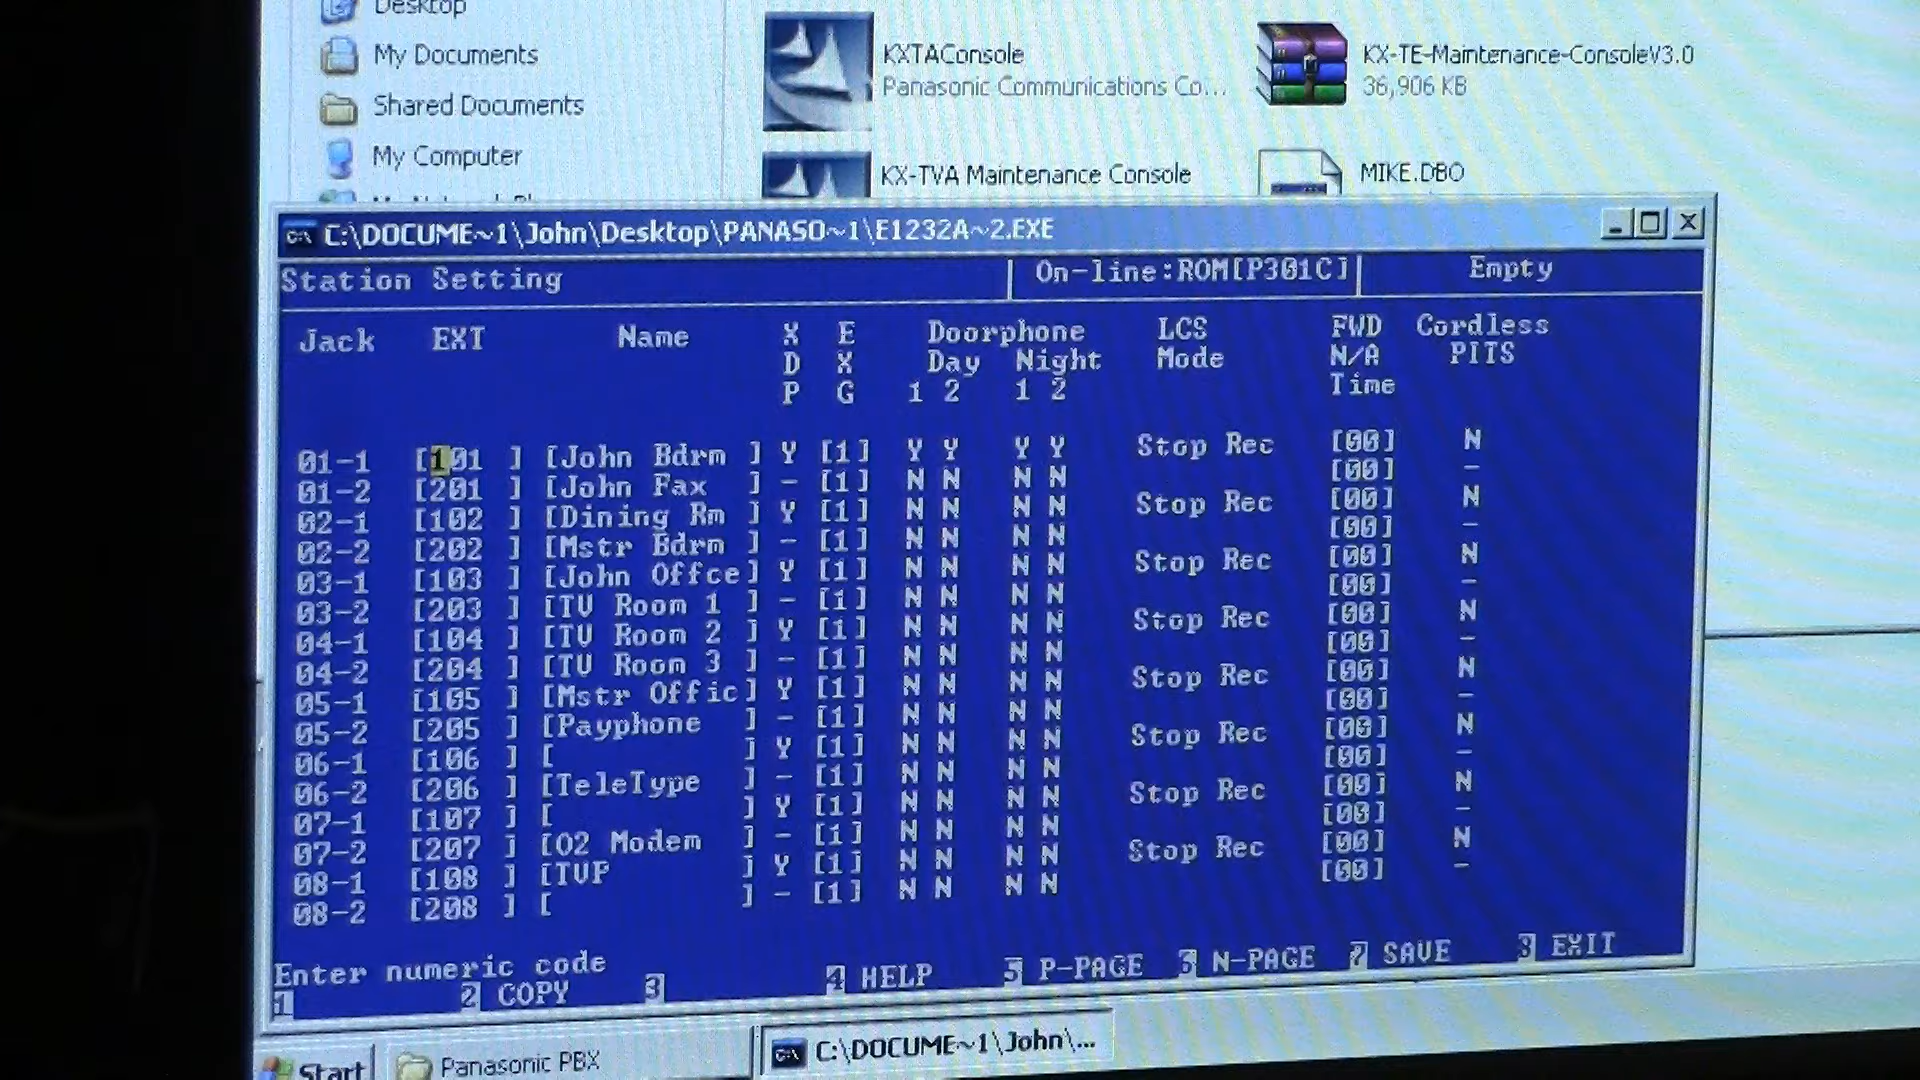 Desktop
My Documents
Shared Documents
My Computer
KXTAConsole
Panasonic Communications Co...
KX-TE-Maintenance-ConsoleV3.0
36,906 KB
KX-TVA Maintenance Console
MIKE.DBO
C:\DOCUME~1\John\Desktop\PANASO~1\E1232A~2.EXE
Station Setting On-line:ROM[P301C] Empty
Jack EXT Name X E Doorphone LCS FWD Cordless
D X Day Night Mode N/A PITS
P G 1 2 1 2 Time
01-1 [101 ] [John Bdrm ] Y [1] Y Y Y Y Stop Rec [00] N
01-2 [201 ] [John Fax ] - [1] N N N N [00] -
02-1 [102 ] [Dining Rm ] Y [1] N N N N Stop Rec [00] N
02-2 [202 ] [Mstr Bdrm ] - [1] N N N N [00] -
03-1 [103 ] [John Offce] Y [1] N N N N Stop Rec [00] N
03-2 [203 ] [TV Room 1 ] - [1] N N N N [00] -
04-1 [104 ] [TV Room 2 ] Y [1] N N N N Stop Rec [00] N
04-2 [204 ] [TV Room 3 ] - [1] N N N N [00] -
05-1 [105 ] [Mstr Offic] Y [1] N N N N Stop Rec [00] N
05-2 [205 ] [Payphone ] - [1] N N N N [00] -
06-1 [106 ] [ ] Y [1] N N N N Stop Rec [00] N
06-2 [206 ] [TeleType ] - [1] N N N N [00] -
07-1 [107 ] [ ] Y [1] N N N N Stop Rec [00] N
07-2 [207 ] [O2 Modem ] - [1] N N N N [00] -
08-1 [108 ] [TVP ] Y [1] N N N N Stop Rec [00] N
08-2 [208 ] [ ] - [1] N N N N [00] -
Enter numeric code
1 2 COPY 3 4 HELP 5 P-PAGE 6 N-PAGE 7 SAVE 8 EXIT
Start Panasonic PBX C:\DOCUME~1\John\...